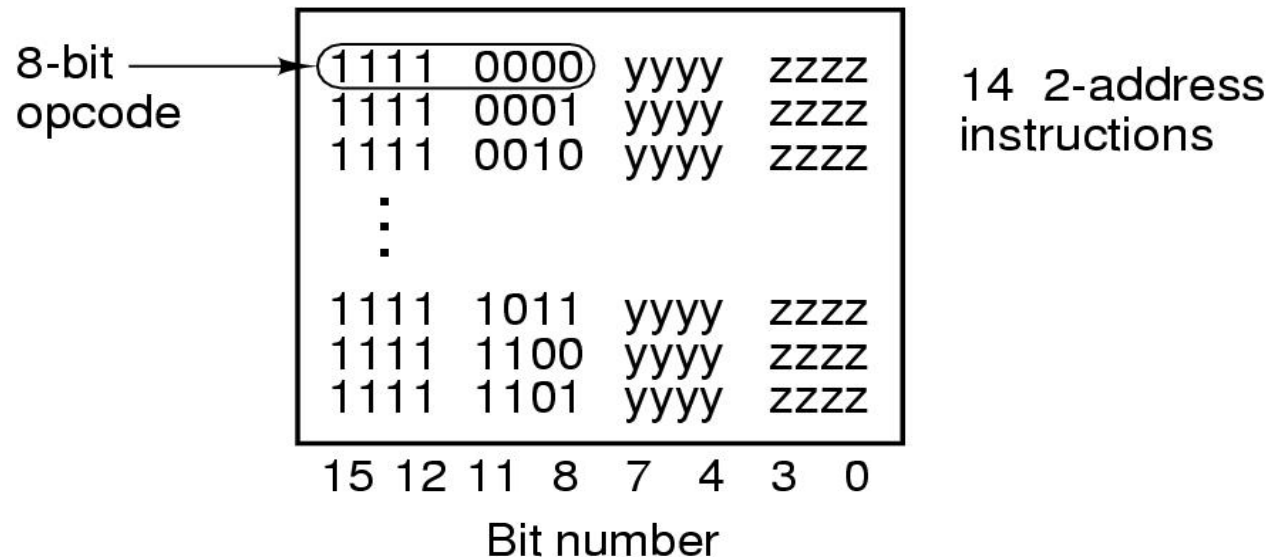 8-bit
opcode
1111 0000 yyyy zzzz
1111 0001 yyyy zzzz
1111 0010 yyyy zzzz
⋮
1111 1011 yyyy zzzz
1111 1100 yyyy zzzz
1111 1101 yyyy zzzz
14 2-address
instructions
15 12 11 8 7 4 3 0
Bit number